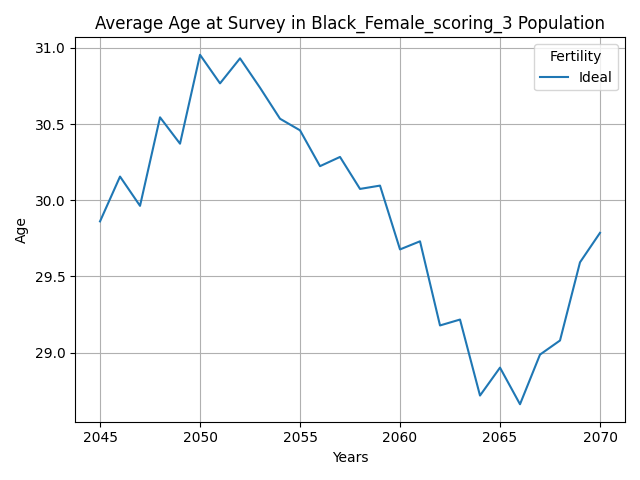 Average Age at Survey in Black_Female_scoring_3 Population
Fertility
Ideal
31.0
30.5
30.0
29.5
29.0
Age
2045 2050 2055 2060 2065 2070
Years